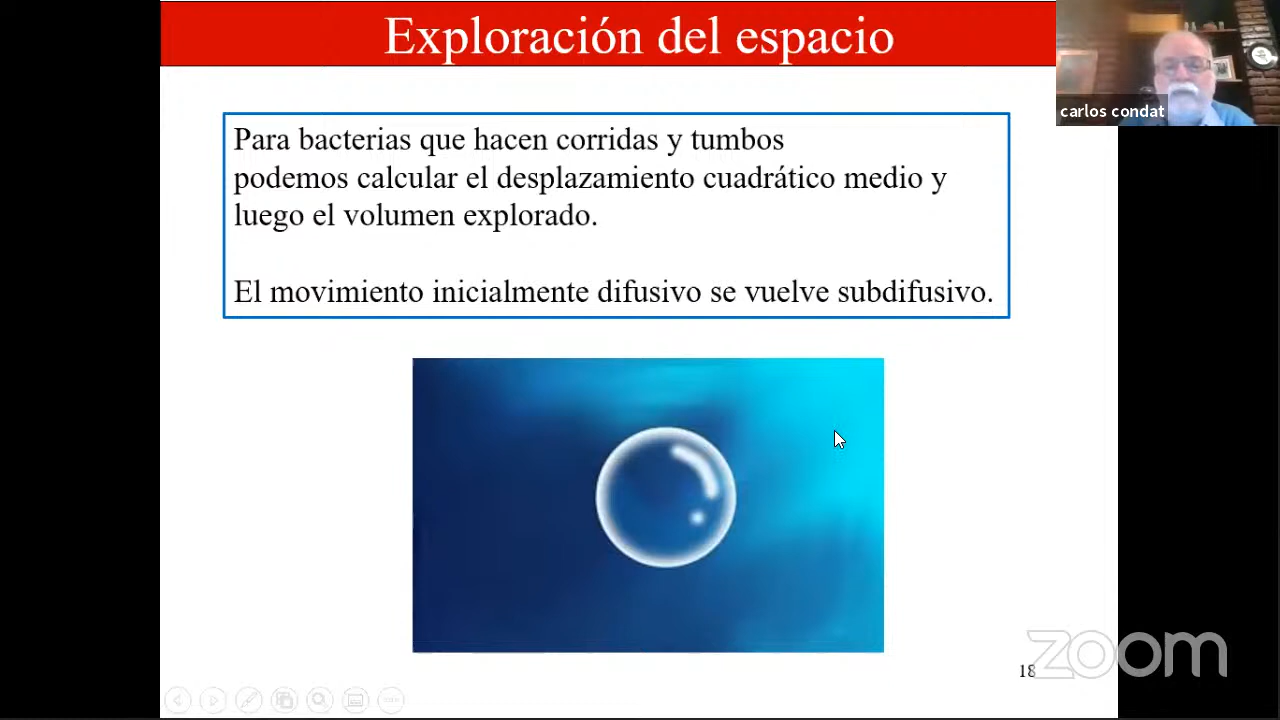 Exploración del espacio
carlos condat
Para bacterias que hacen corridas y tumbos
podemos calcular el desplazamiento cuadrático medio y
luego el volumen explorado.
El movimiento inicialmente difusivo se vuelve subdifusivo.
18
zoom